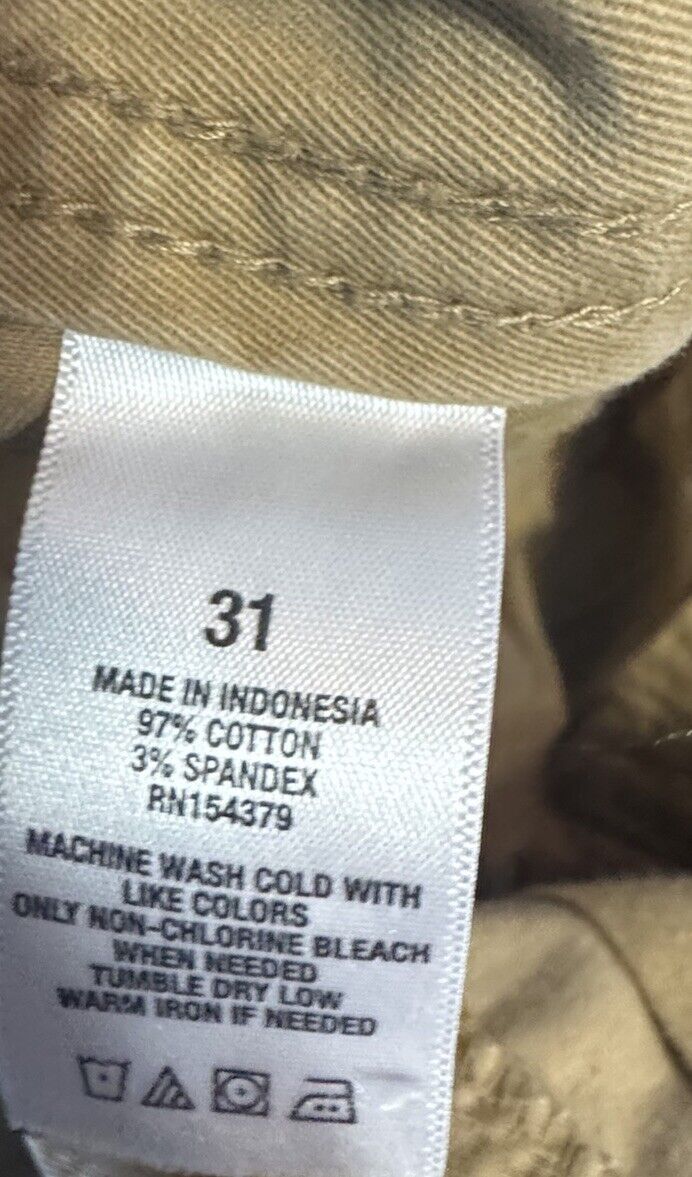 31
MADE IN INDONESIA
97% COTTON
3% SPANDEX
RN154379
MACHINE WASH COLD WITH
LIKE COLORS
ONLY NON-CHLORINE BLEACH
WHEN NEEDED
TUMBLE DRY LOW
WARM IRON IF NEEDED